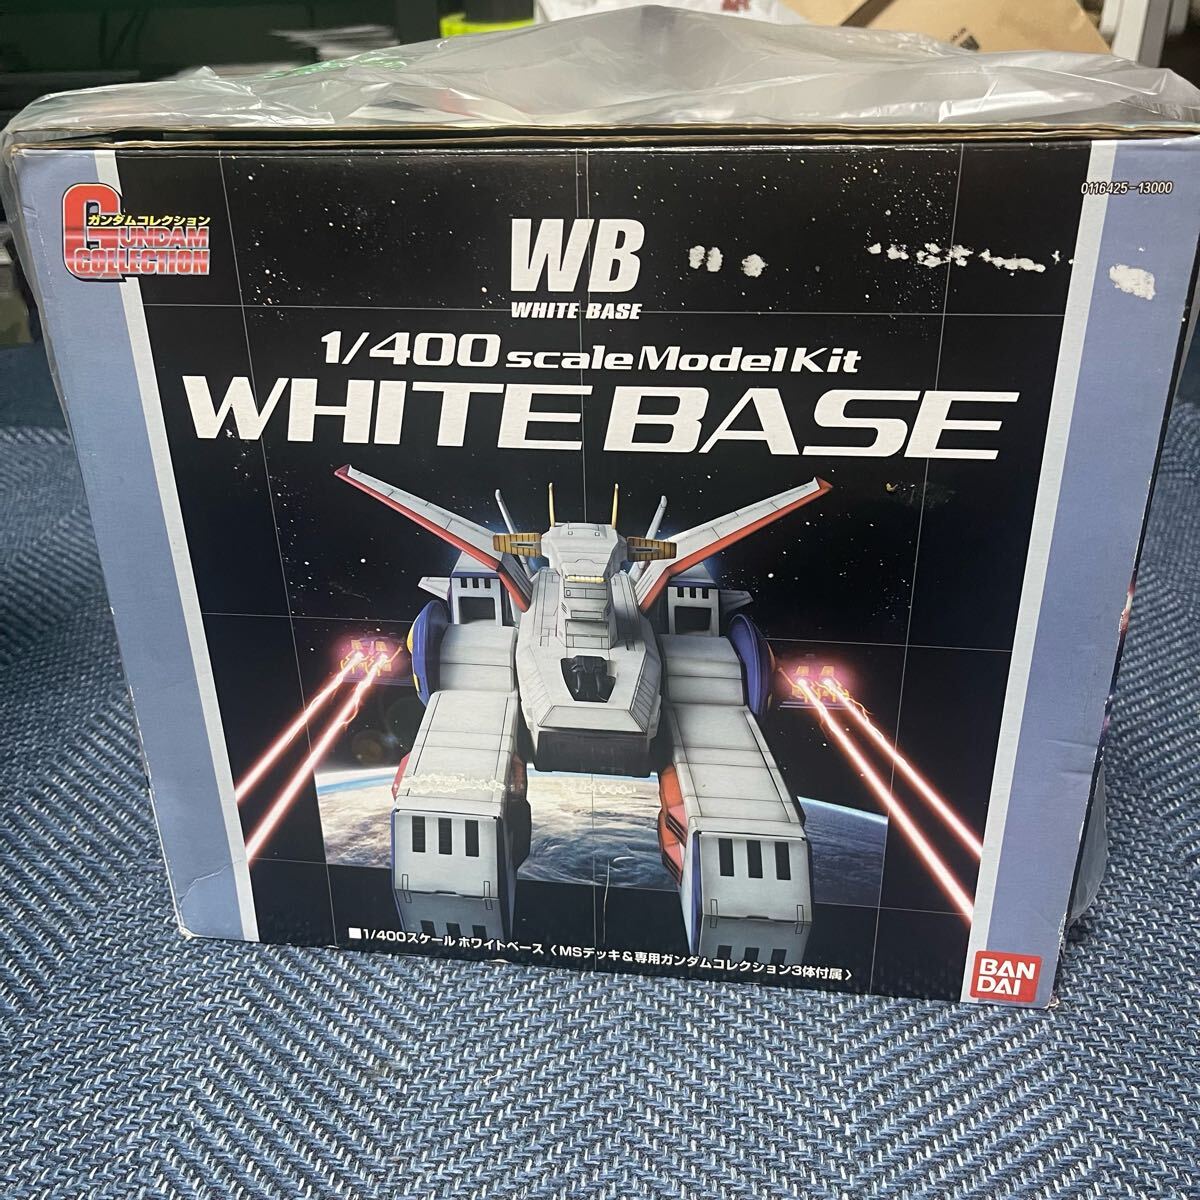 ガンダムコレクション
GUNDAM
COLLECTION
0116425-13000
WB
WHITE BASE
1/400 scale Model Kit
WHITE BASE
■1/400スケール ホワイトベース〈MSデッキ&専用ガンダムコレクション3体付属〉
BAN
DAI